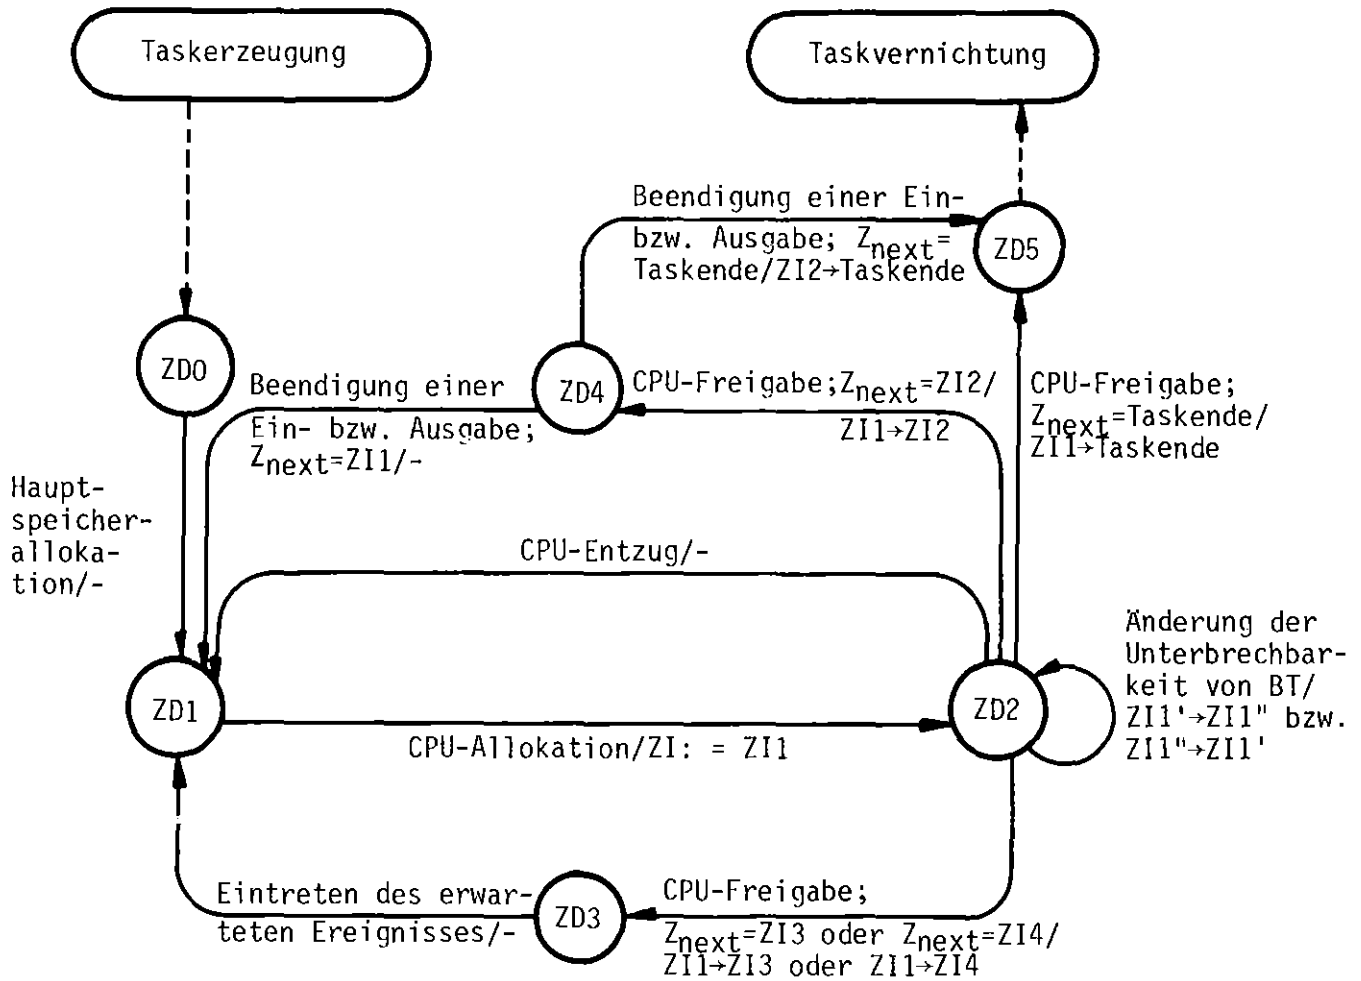 Taskerzeugung
Taskvernichtung
Beendigung einer Ein-
bzw. Ausgabe; Znext=
Taskende/ZI2→Taskende
ZD5
ZD0
ZD4
Beendigung einer
Ein- bzw. Ausgabe;
Znext=ZI1/-
CPU-Freigabe;Znext=ZI2/
ZI1→ZI2
CPU-Freigabe;
Znext=Taskende/
ZI1→Taskende
Haupt-
speicher-
alloka-
tion/-
CPU-Entzug/-
Änderung der
Unterbrechbar-
keit von BT/
ZI1'→ZI1" bzw.
ZI1"→ZI1'
ZD1
ZD2
CPU-Allokation/ZI: = ZI1
Eintreten des erwar-
teten Ereignisses/-
ZD3
CPU-Freigabe;
Znext=ZI3 oder Znext=ZI4/
ZI1→ZI3 oder ZI1→ZI4